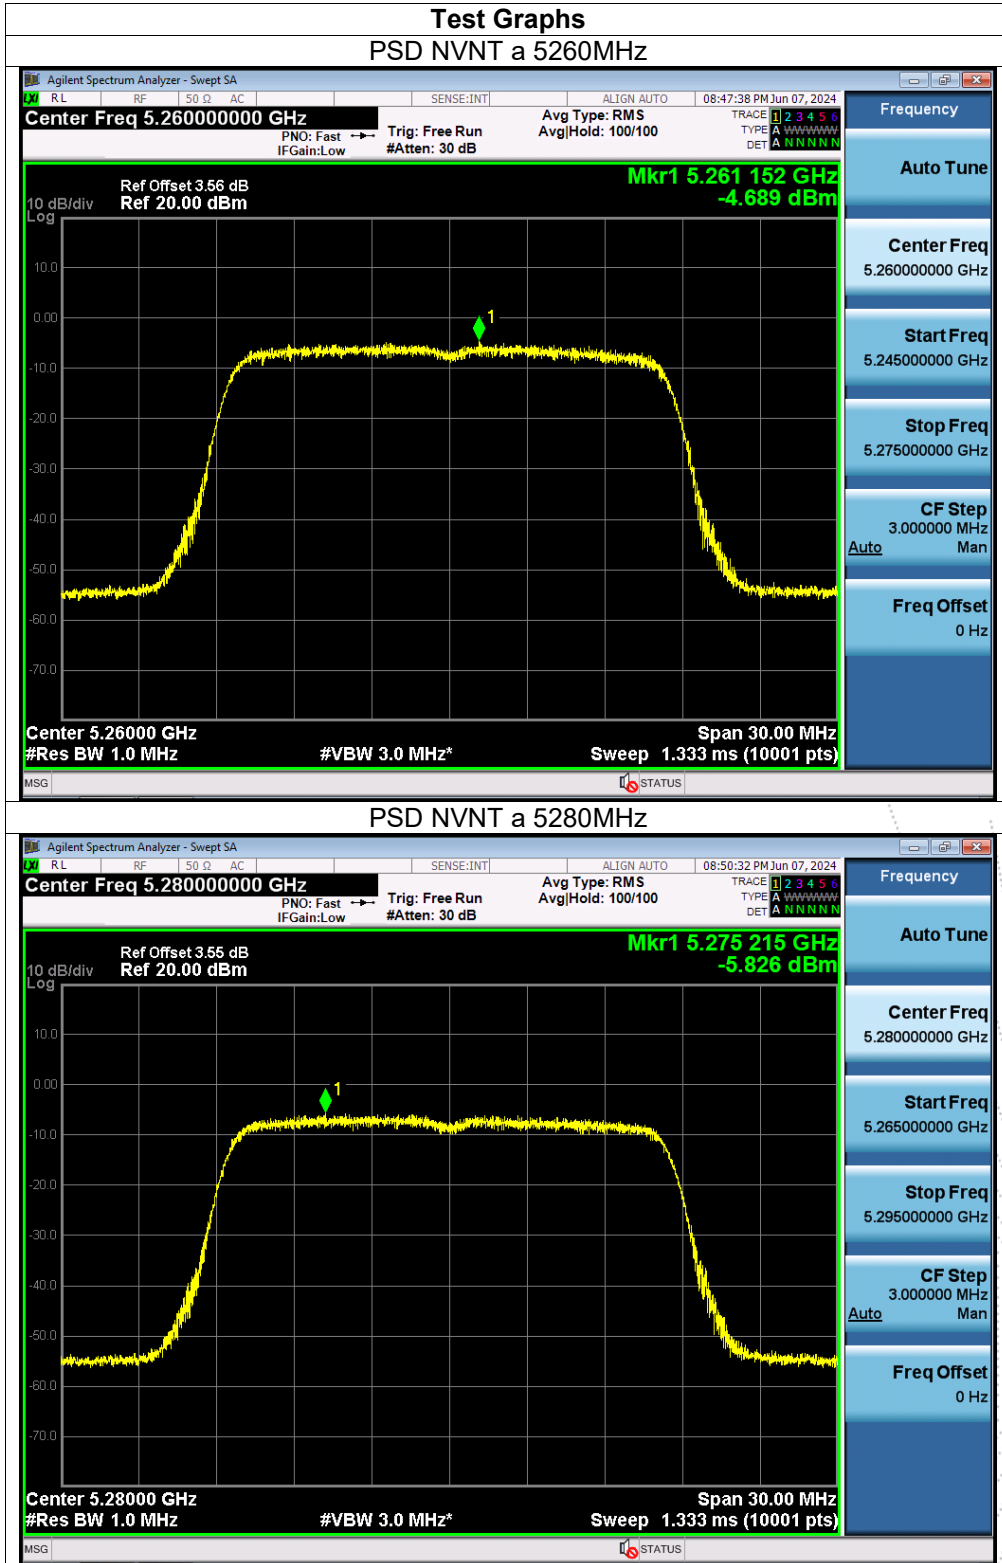 Test Graphs
PSD NVNT a 5260MHz
Agilent Spectrum Analyzer - Swept SA
LXI RL RF 50 Ω AC SENSE:INT ALIGN AUTO 08:47:38 PM Jun 07, 2024
Center Freq 5.260000000 GHz
PNO: Fast
IFGain:Low
Trig: Free Run
#Atten: 30 dB
Avg Type: RMS
Avg|Hold: 100/100
TRACE 1 2 3 4 5 6
TYPE A WWWWW
DET A N N N N N
Frequency
Auto Tune
Center Freq
5.260000000 GHz
Start Freq
5.245000000 GHz
Stop Freq
5.275000000 GHz
CF Step
3.000000 MHz
Auto Man
Freq Offset
0 Hz
Mkr1 5.261 152 GHz
-4.689 dBm
Ref Offset 3.56 dB
10 dB/div Ref 20.00 dBm
Log
10.0
0.00
-10.0
-20.0
-30.0
-40.0
-50.0
-60.0
-70.0
1
Center 5.26000 GHz Span 30.00 MHz
#Res BW 1.0 MHz #VBW 3.0 MHz* Sweep 1.333 ms (10001 pts)
MSG STATUS
PSD NVNT a 5280MHz
Agilent Spectrum Analyzer - Swept SA
LXI RL RF 50 Ω AC SENSE:INT ALIGN AUTO 08:50:32 PM Jun 07, 2024
Center Freq 5.280000000 GHz
PNO: Fast
IFGain:Low
Trig: Free Run
#Atten: 30 dB
Avg Type: RMS
Avg|Hold: 100/100
TRACE 1 2 3 4 5 6
TYPE A WWWWW
DET A N N N N N
Frequency
Auto Tune
Center Freq
5.280000000 GHz
Start Freq
5.265000000 GHz
Stop Freq
5.295000000 GHz
CF Step
3.000000 MHz
Auto Man
Freq Offset
0 Hz
Mkr1 5.275 215 GHz
-5.826 dBm
Ref Offset 3.55 dB
10 dB/div Ref 20.00 dBm
Log
10.0
0.00
-10.0
-20.0
-30.0
-40.0
-50.0
-60.0
-70.0
1
Center 5.28000 GHz Span 30.00 MHz
#Res BW 1.0 MHz #VBW 3.0 MHz* Sweep 1.333 ms (10001 pts)
MSG STATUS